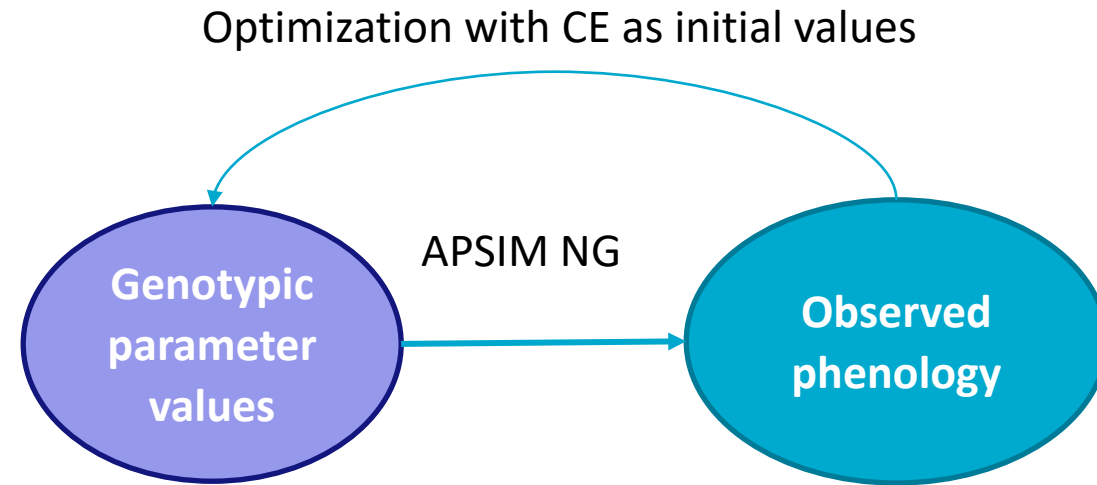 Optimization with CE as initial values
APSIM NG
Genotypic
parameter
values
Observed
phenology